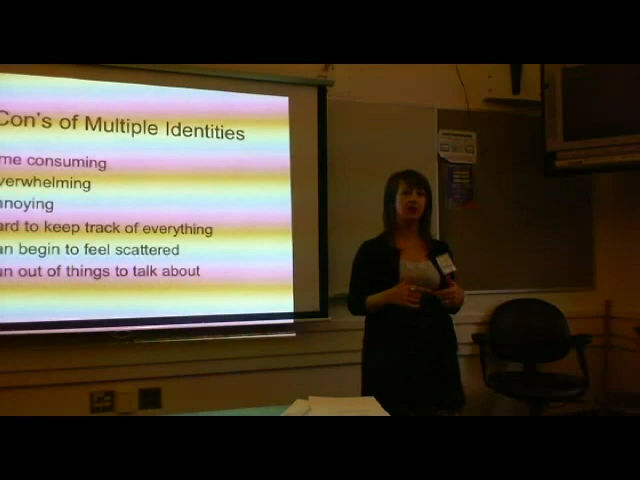 Con's of Multiple Identities
me consuming
verwhelming
nnoying
ard to keep track of everything
an begin to feel scattered
un out of things to talk about